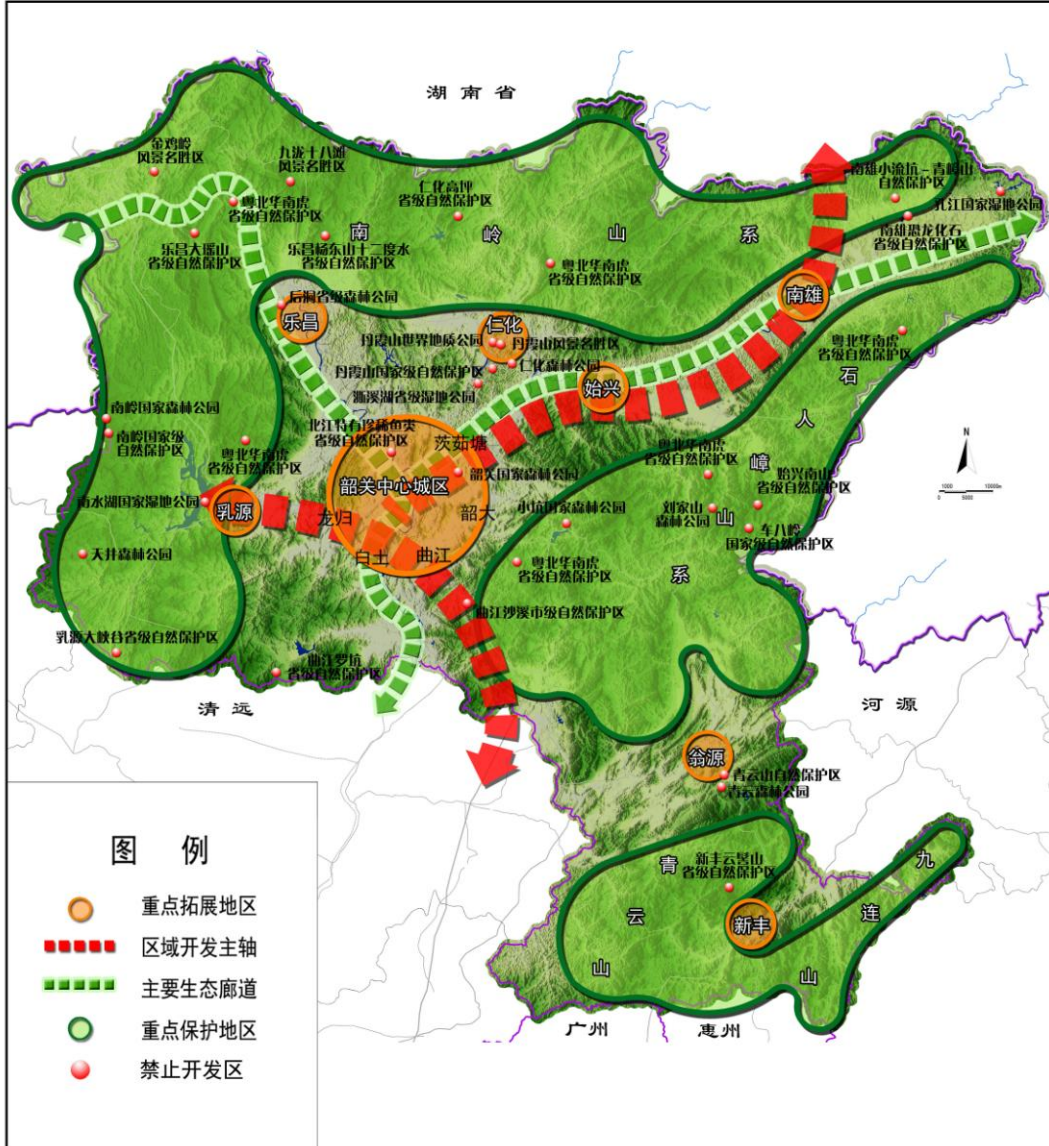 湖南省
金鸡岭
风景名胜区
九泷十八滩
风景名胜区
仁化高坪
省级自然保护区
南雄小流坑-青嶂山
自然保护区
孔江国家湿地公园
粤北华南虎
省级自然保护区
南岭山系
南雄恐龙化石
省级自然保护区
乐昌大瑶山
省级自然保护区
乐昌杨东山十二度水
省级自然保护区
粤北华南虎
省级自然保护区
南雄
后洞省级森林公园
乐昌
仁化
丹霞山世界地质公园
丹霞山风景名胜区
粤北华南虎
省级自然保护区
丹霞山国家级自然保护区
仁化森林公园
始兴
石人嶂山系
南岭国家森林公园
南岭国家级
自然保护区
北江特有珍稀鱼类
省级自然保护区
茨茹塘
粤北华南虎
省级自然保护区
粤北华南虎
省级自然保护区
韶关国家森林公园
始兴南山
省级自然保护区
韶关中心城区
南水湖国家湿地公园
乳源
龙归
韶大
小坑国家森林公园
刘家山
森林公园
车八岭
国家级自然保护区
天井森林公园
白土
曲江
粤北华南虎
省级自然保护区
曲江沙溪市级自然保护区
乳源大峡谷省级自然保护区
曲江罗坑
省级自然保护区
清远
河源
翁源
青云山自然保护区
青云森林公园
新丰云髻山
省级自然保护区
青云山
新丰
九连山
广州
惠州
N
图例
重点拓展地区
区域开发主轴
主要生态廊道
重点保护地区
禁止开发区